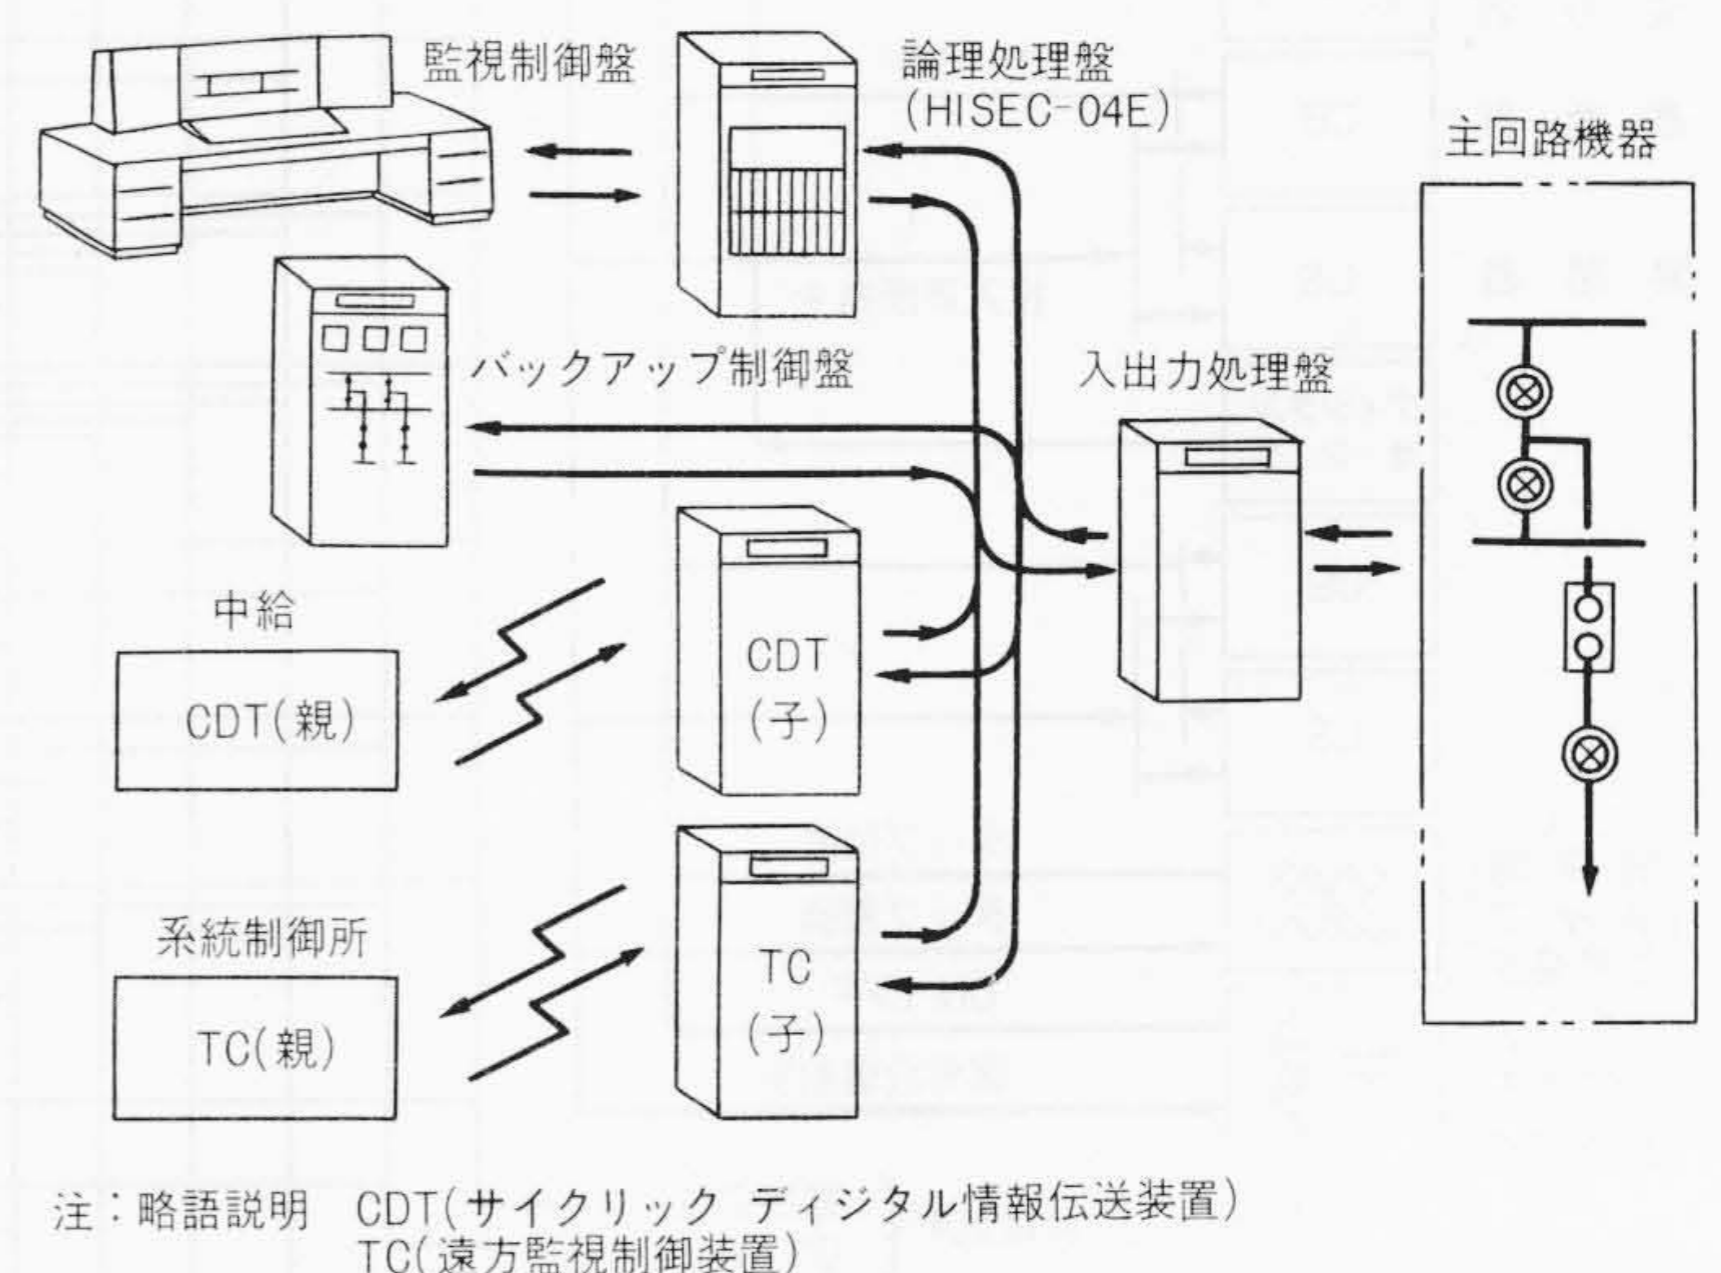 監視制御盤
論理処理盤
(HISEC-04E)
主回路機器
バックアップ制御盤
入出力処理盤
中給
CDT(親)
CDT
(子)
系統制御所
TC(親)
TC
(子)
注：略語説明 CDT(サイクリック ディジタル情報伝送装置)
TC(遠方監視制御装置)